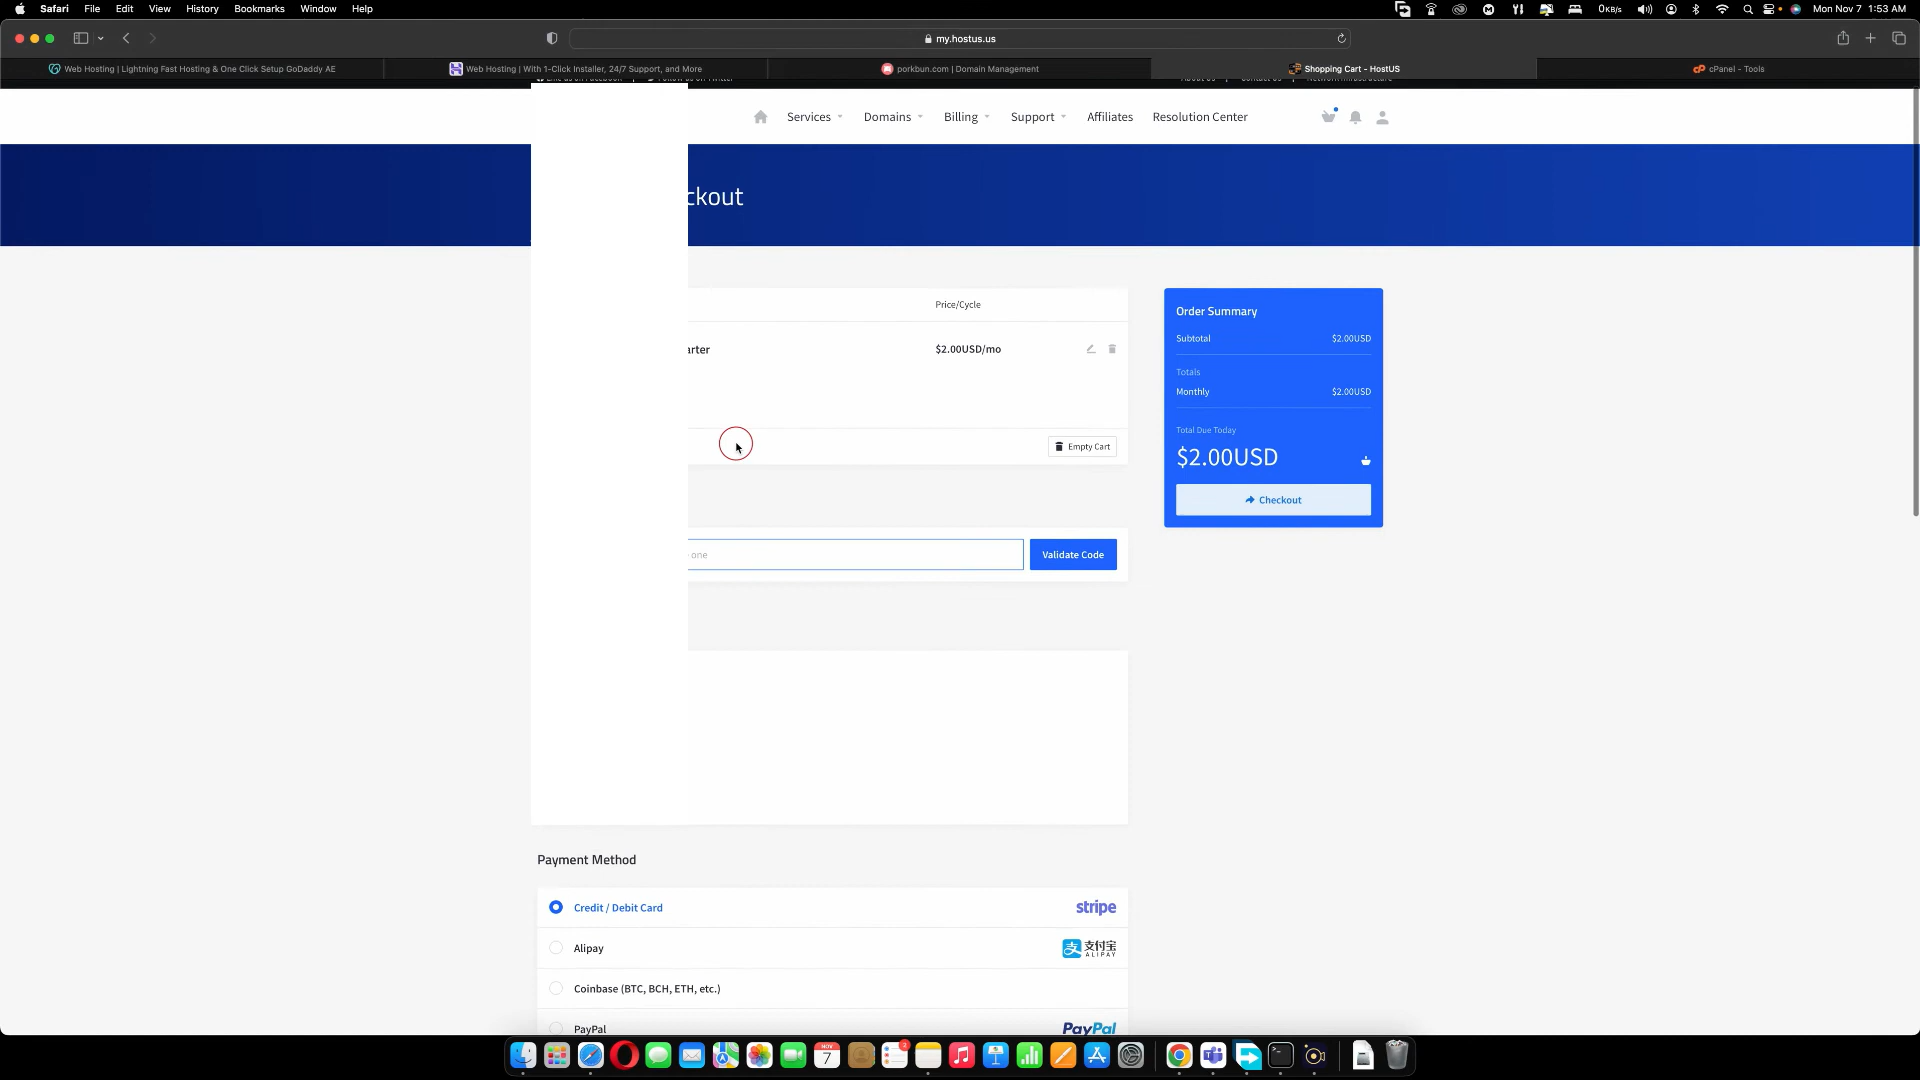 Safari File Edit View History Bookmarks Window Help
0KB/s Mon Nov 7 1:53 AM
my.hostus.us
Web Hosting | Lightning Fast Hosting & One Click Setup GoDaddy AE
Web Hosting | With 1-Click Installer, 24/7 Support, and More
porkbun.com | Domain Management
Shopping Cart - HostUS
cPanel - Tools
Services Domains Billing Support Affiliates Resolution Center
ckout
Price/Cycle
arter $2.00USD/mo
Empty Cart
one
Validate Code
Order Summary
Subtotal $2.00USD
Totals
Monthly $2.00USD
Total Due Today
$2.00USD
Checkout
Payment Method
Credit / Debit Card stripe
Alipay 支 支付宝
ALIPAY
Coinbase (BTC, BCH, ETH, etc.)
PayPal PayPal
NOV
7
2